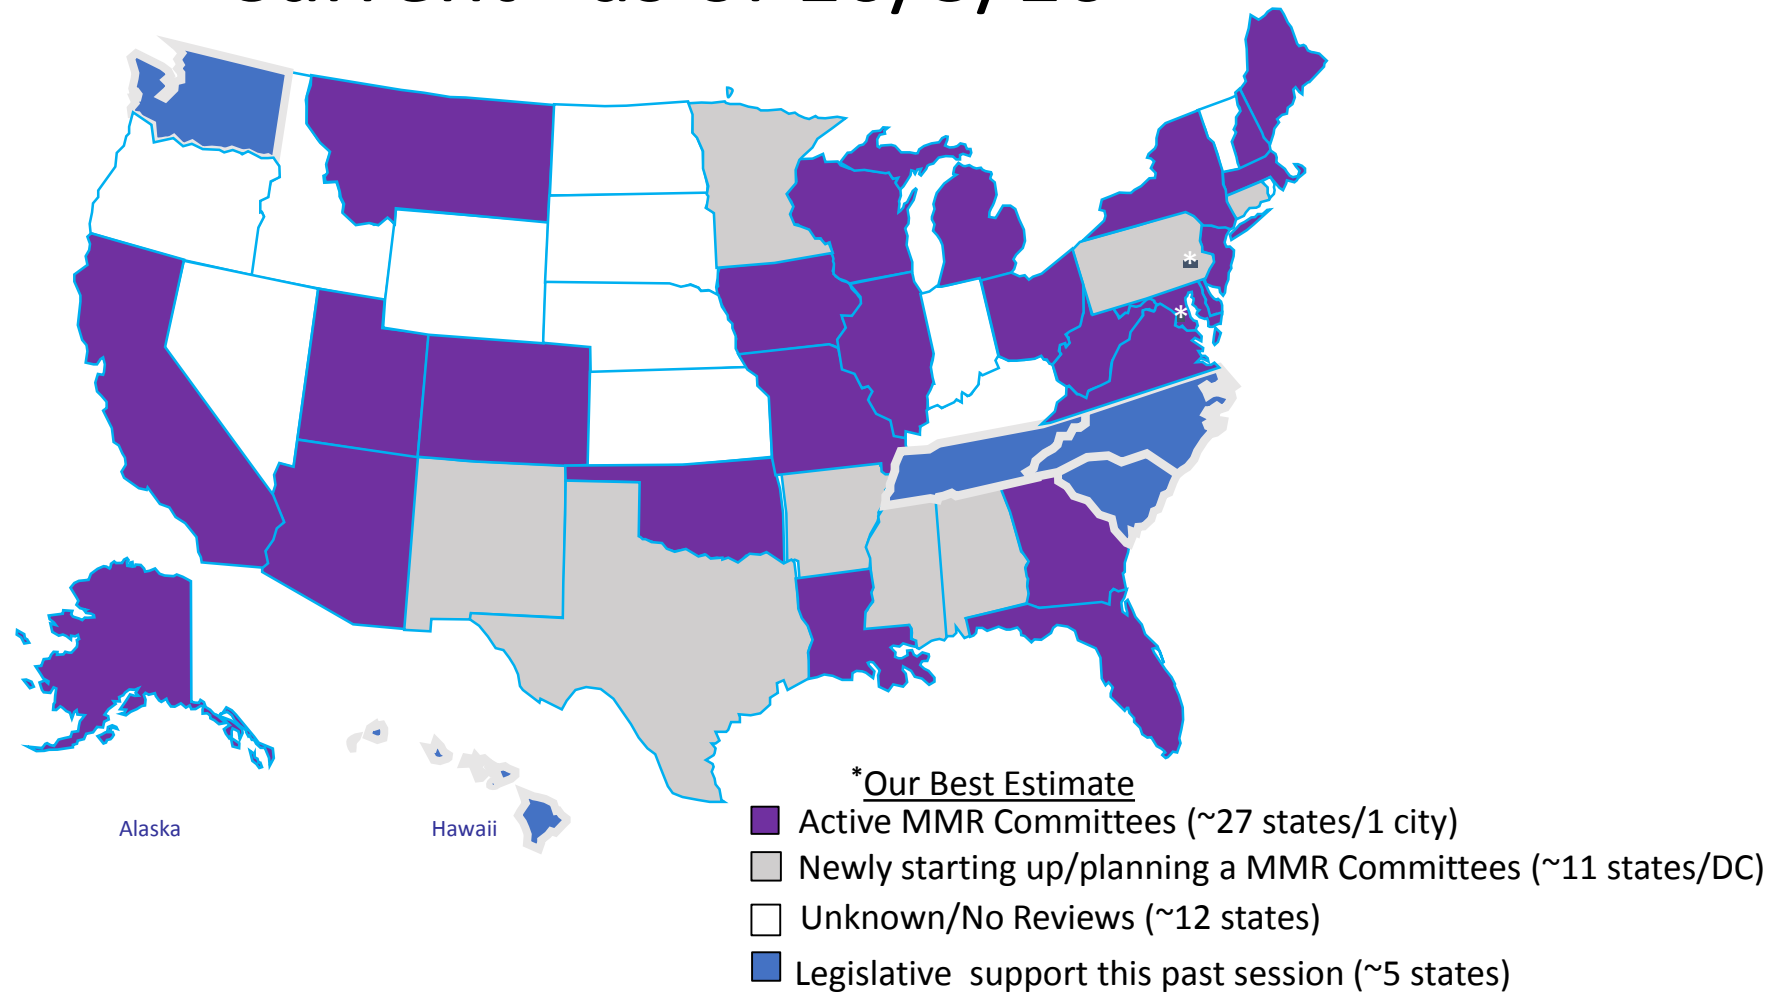 *Our Best Estimate
Alaska
Hawaii
Active MMR Committees (~27 states/1 city)
Newly starting up/planning a MMR Committees (~11 states/DC)
Unknown/No Reviews (~12 states)
Legislative support this past session (~5 states)
*
*